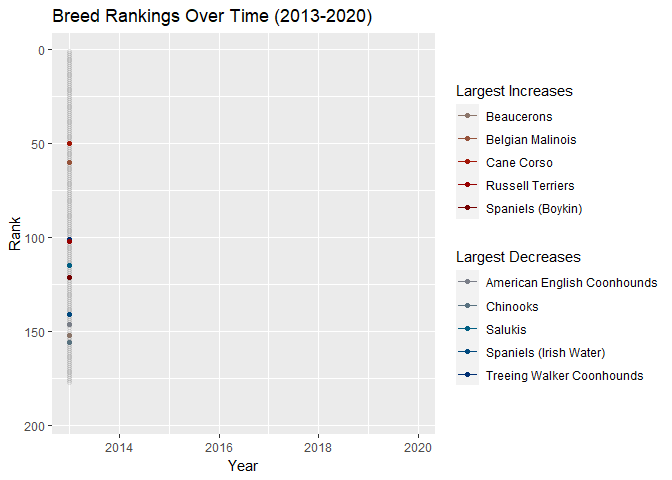 Breed Rankings Over Time (2013-2020)
0
50
100
150
200
Rank
2014
2016
2018
2020
Year
Largest Increases
Beaucerons
Belgian Malinois
Cane Corso
Russell Terriers
Spaniels (Boykin)
Largest Decreases
American English Coonhounds
Chinooks
Salukis
Spaniels (Irish Water)
Treeing Walker Coonhounds